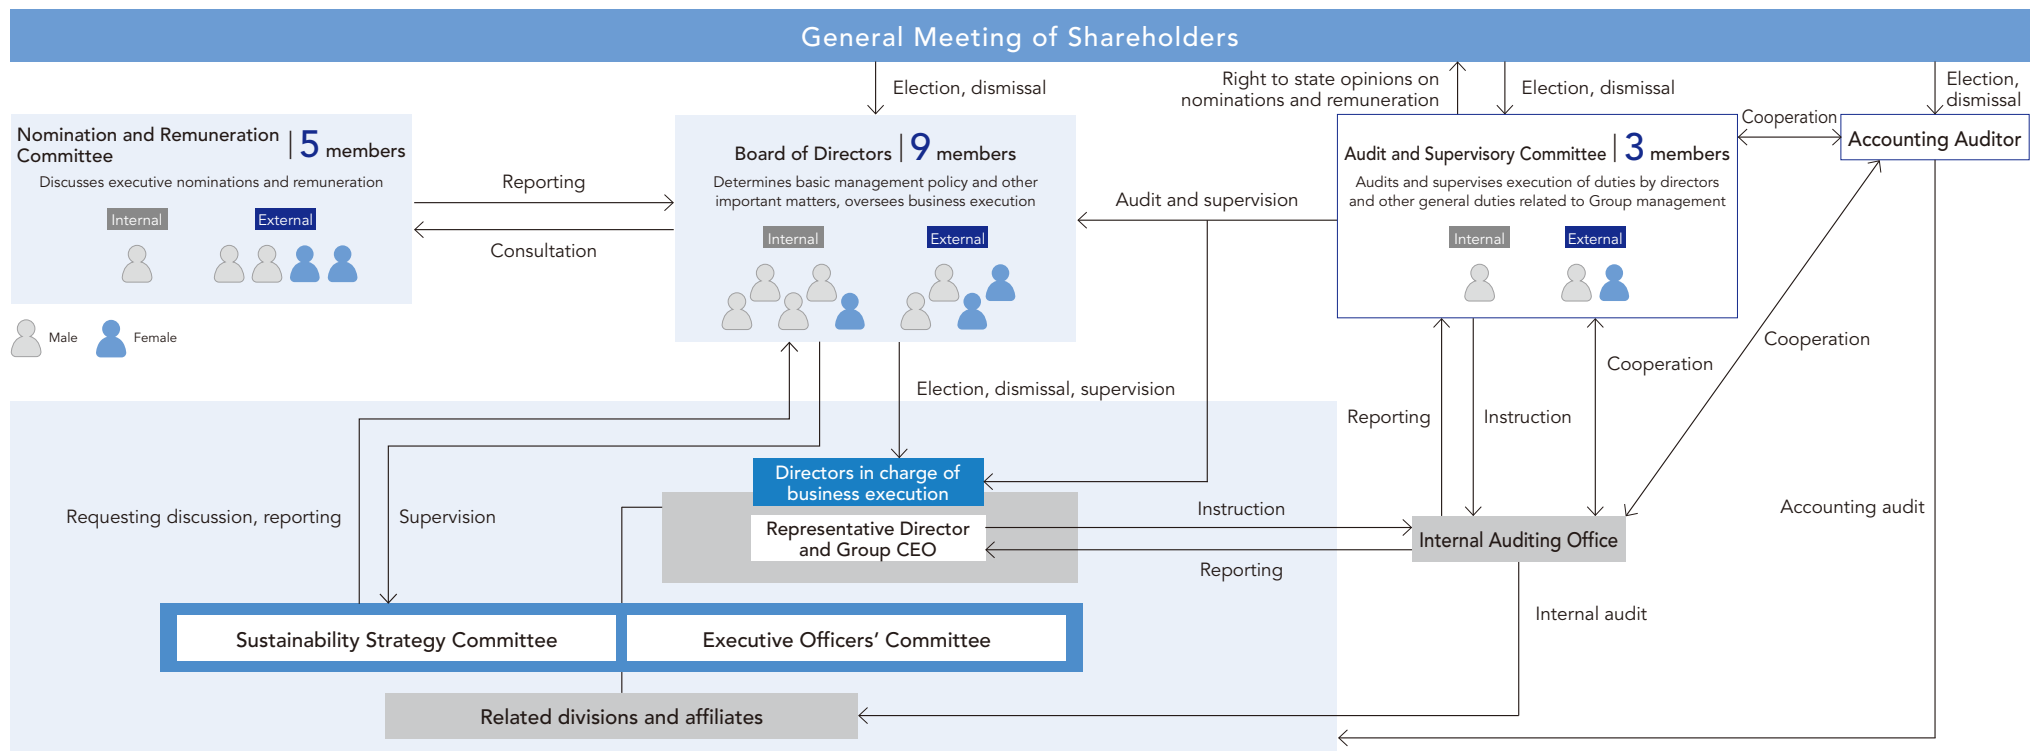 General Meeting of Shareholders
Election, dismissal
Right to state opinions on
nominations and remuneration
Election, dismissal
Election,
dismissal
Nomination and Remuneration
Committee
5 members
Discusses executive nominations and remuneration
Internal
External
Male
Female
Reporting
Consultation
Board of Directors
9 members
Determines basic management policy and other
important matters, oversees business execution
Internal
External
Audit and supervision
Audit and Supervisory Committee
3 members
Audits and supervises execution of duties by directors
and other general duties related to Group management
Internal
External
Cooperation
Accounting Auditor
Cooperation
Cooperation
Election, dismissal, supervision
Reporting
Instruction
Requesting discussion, reporting
Supervision
Directors in charge of
business execution
Representative Director
and Group CEO
Instruction
Reporting
Internal Auditing Office
Accounting audit
Internal audit
Sustainability Strategy Committee
Executive Officers’ Committee
Related divisions and affiliates